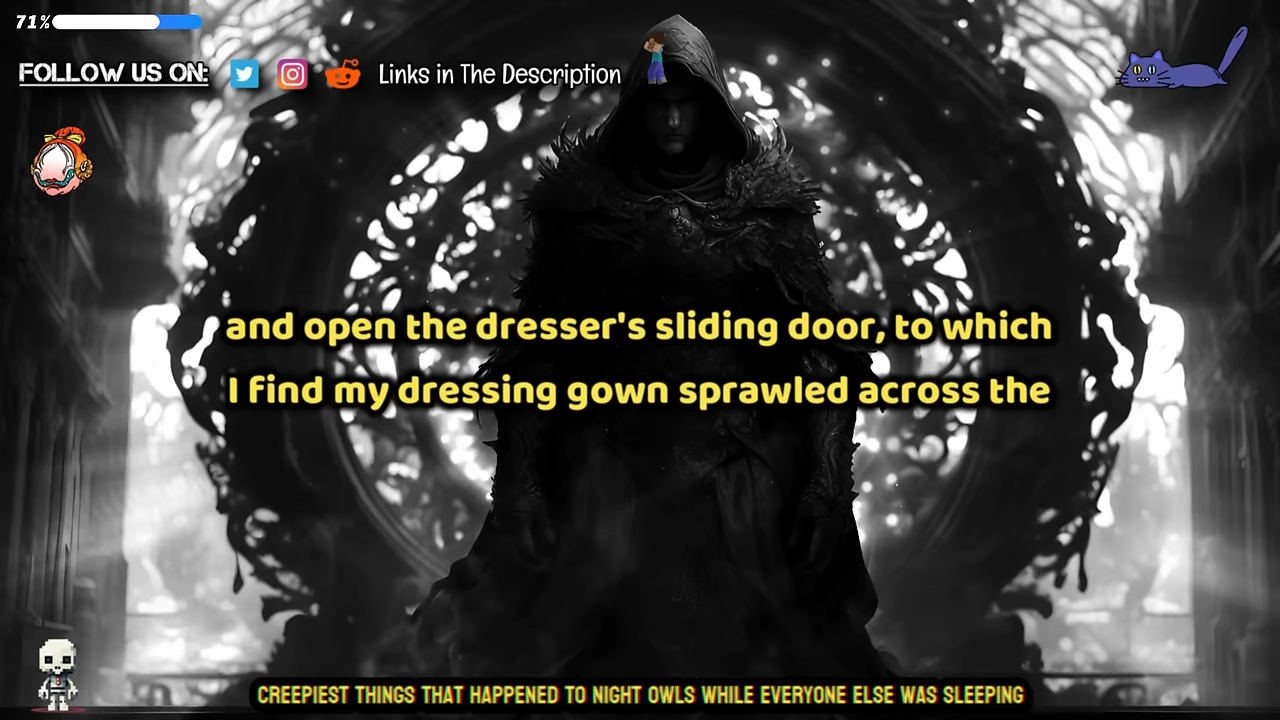 71%
FOLLOW US ON:
Links in The Description
and open the dresser's sliding door, to which
I find my dressing gown sprawled across the
CREEPIEST THINGS THAT HAPPENED TO NIGHT OWLS WHILE EVERYONE ELSE WAS SLEEPING